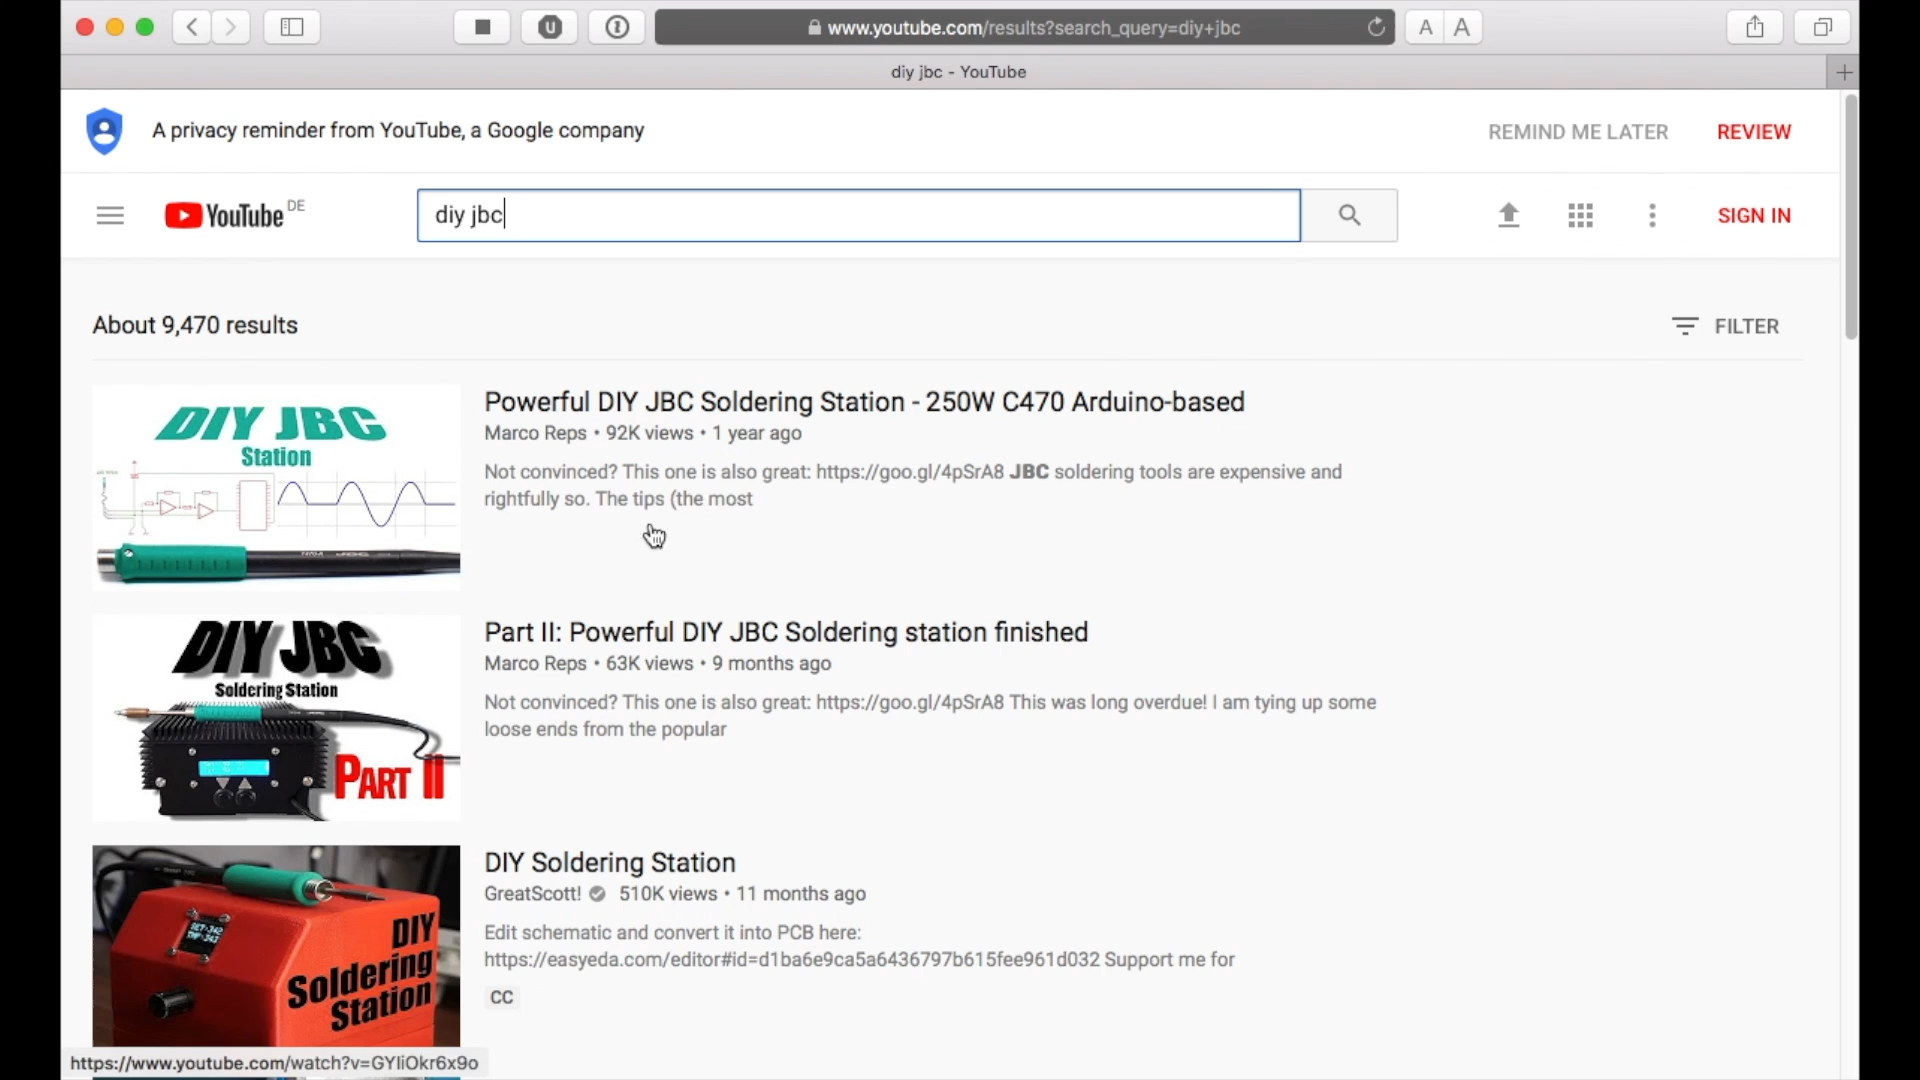 www.youtube.com/results?search_query=diy+jbc
A A
diy jbc - YouTube
A privacy reminder from YouTube, a Google company
REMIND ME LATER
REVIEW
YouTube DE
diy jbc
SIGN IN
About 9,470 results
FILTER
DIY JBC
Station
Powerful DIY JBC Soldering Station - 250W C470 Arduino-based
Marco Reps • 92K views • 1 year ago
Not convinced? This one is also great: https://goo.gl/4pSrA8 JBC soldering tools are expensive and
rightfully so. The tips (the most
DIY JBC
Soldering Station
PART II
Part II: Powerful DIY JBC Soldering station finished
Marco Reps • 63K views • 9 months ago
Not convinced? This one is also great: https://goo.gl/4pSrA8 This was long overdue! I am tying up some
loose ends from the popular
DIY
Soldering
Station
DIY Soldering Station
GreatScott! 510K views • 11 months ago
Edit schematic and convert it into PCB here:
https://easyeda.com/editor#id=d1ba6e9ca5a6436797b615fee961d032 Support me for
CC
https://www.youtube.com/watch?v=GYIiOkr6x9o